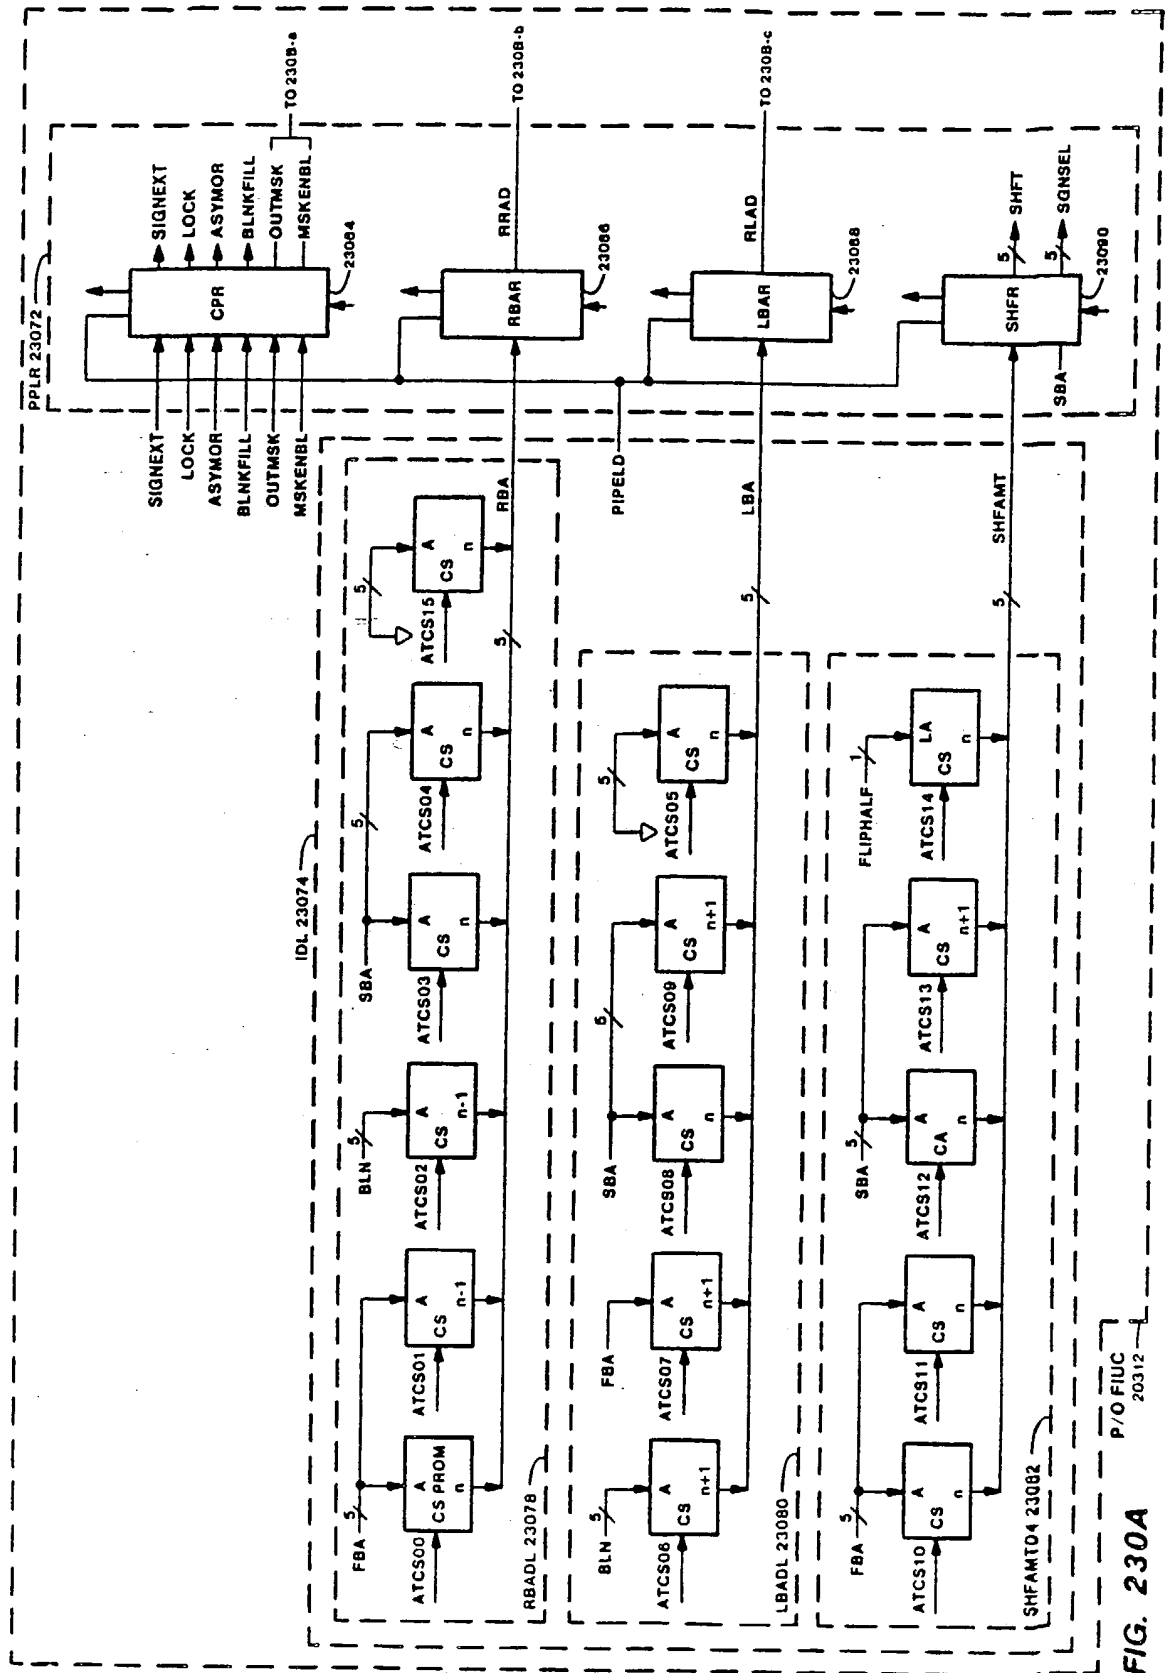 PPLR 23072
SIGNEXT
LOCK
ASYMOR
BLNKFILL
OUTMSK
MSKENBL
CPR
23084
SIGNEXT
LOCK
ASYMOR
BLNKFILL
OUTMSK
MSKENBL
TO 230B-a
RBAR
23086
RRAD
TO 230B-b
PIPELD
LBAR
23088
RLAD
TO 230B-c
SHFR
SBA
23090
5
SHFT
5
SGNSEL
IDL 23074
FBA
5
ATCS00
A
CS PROM
n
ATCS01
A
CS
n-1
BLN
5
ATCS02
A
CS
n-1
SBA
5
ATCS03
A
CS
n
ATCS04
A
CS
n
5
ATCS15
A
CS
n
5
RBA
RBADL 23078
BLN
5
ATCS06
A
CS
n+1
FBA
ATCS07
A
CS
n+1
SBA
5
ATCS08
A
CS
n
ATCS09
A
CS
n+1
5
ATCS05
A
CS
n
5
LBA
LBADL 23080
FBA
5
ATCS10
A
CS
n
ATCS11
A
CS
n
SBA
5
ATCS12
A
CA
n
ATCS13
A
CS
n+1
FLIPHALF
1
ATCS14
LA
CS
n
5
SHFAMT
SHFAMT04 23082
P/O FIUC
20312
FIG. 230A